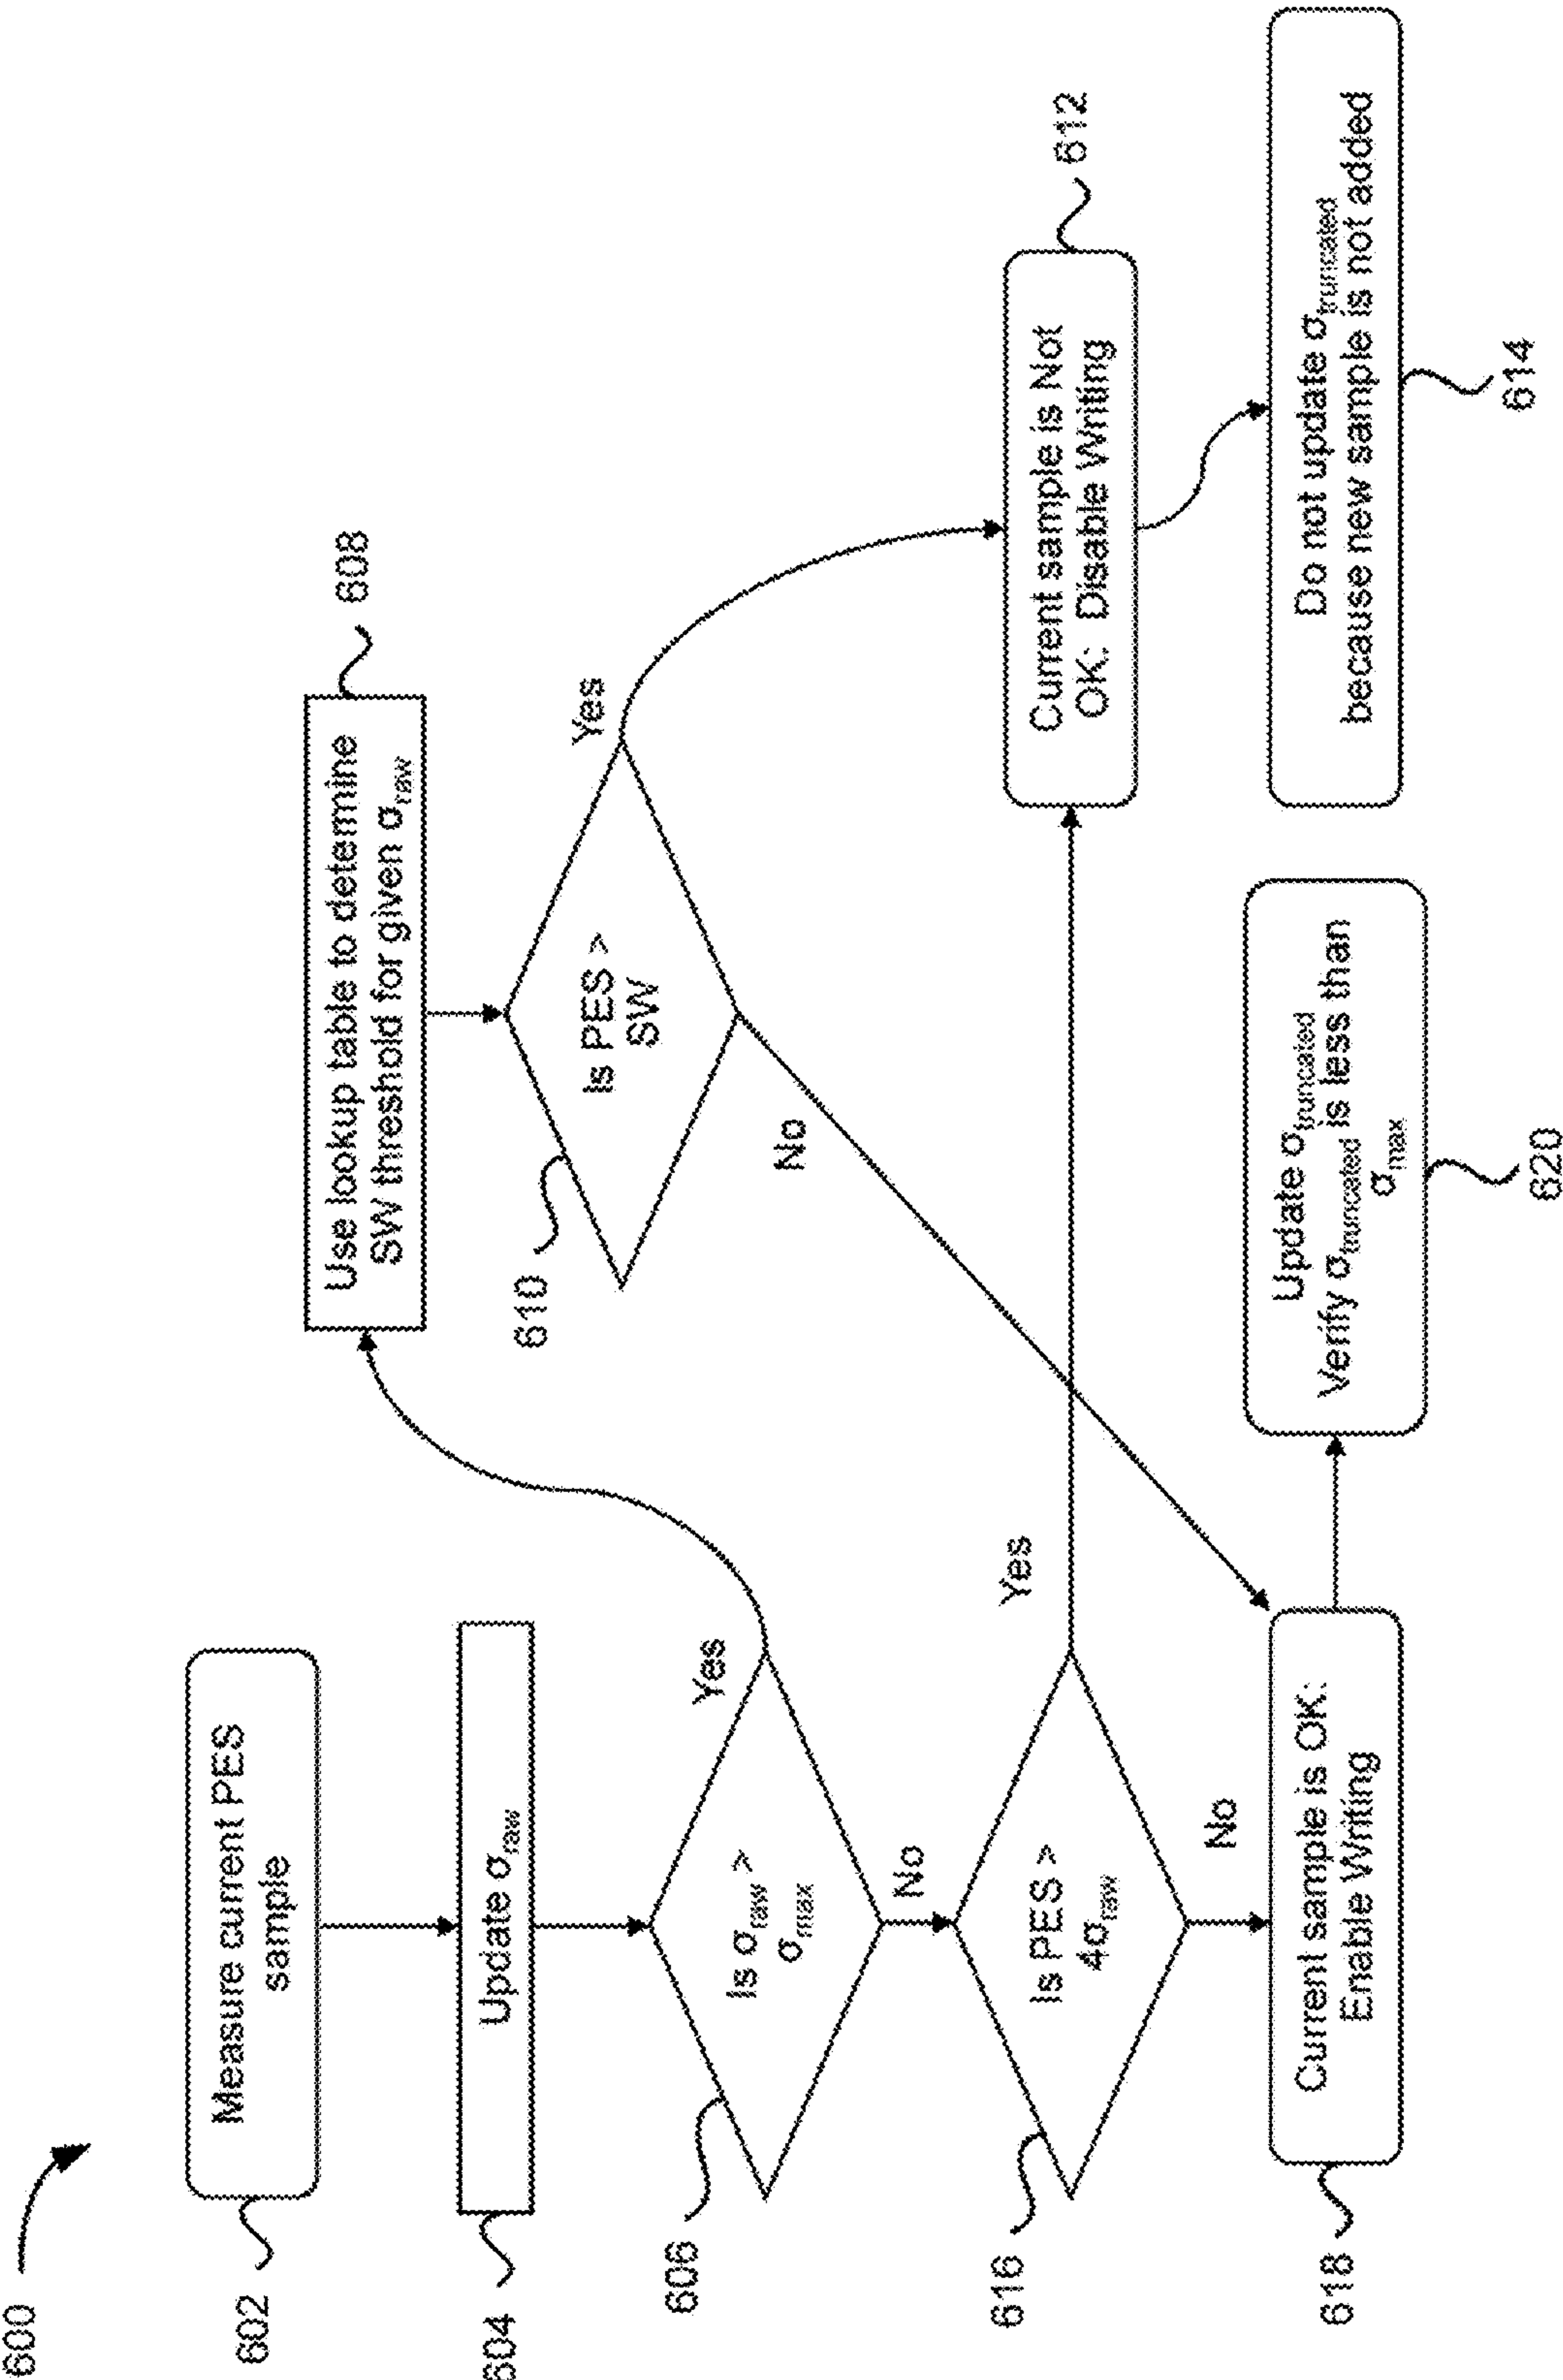 600
602
Measure current PES
sample
604
Update σraw
606
Is σraw >
σmax
Yes
No
608
Use lookup table to determine
SW threshold for given σraw
610
Is PES >
SW
Yes
No
616
Is PES >
4σraw
Yes
No
612
Current sample is Not
OK: Disable Writing
618
Current sample is OK:
Enable Writing
Update σtruncated
Verify σtruncated is less than
σmax
620
Do not update σtruncated
because new sample is not added
614